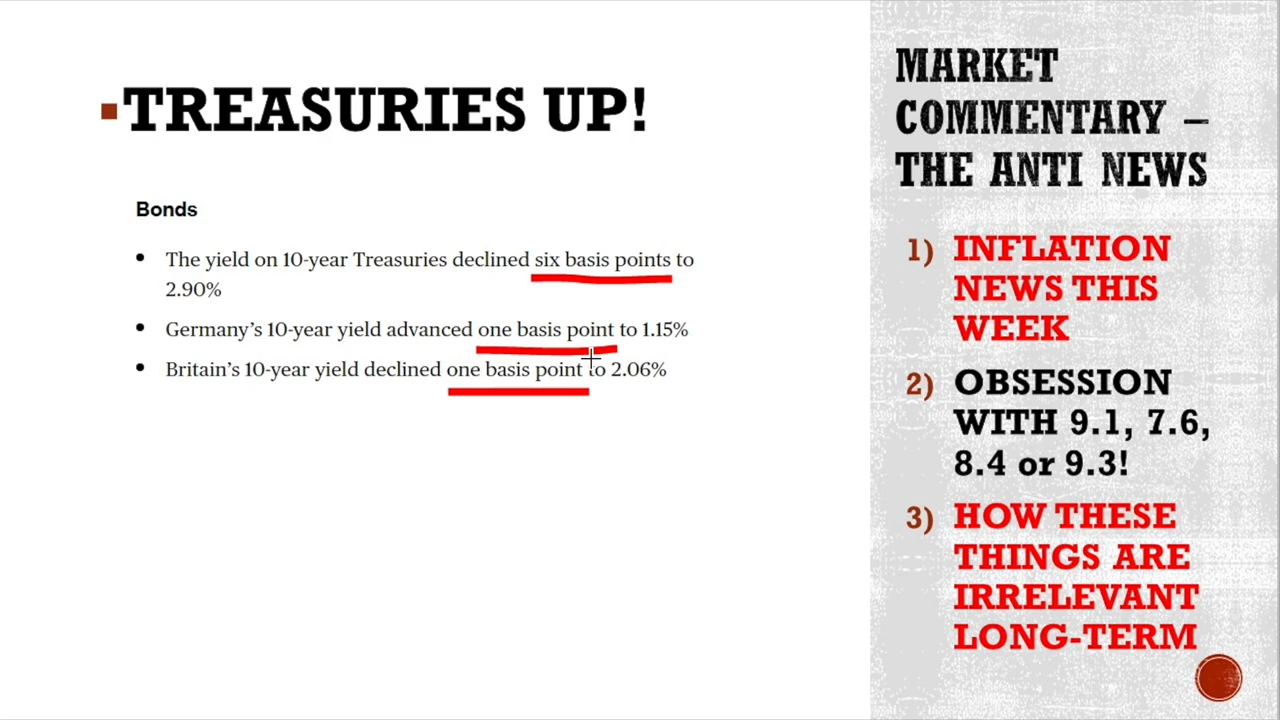 ▪TREASURIES UP!
Bonds
• The yield on 10-year Treasuries declined six basis points to
2.90%
• Germany’s 10-year yield advanced one basis point to 1.15%
• Britain’s 10-year yield declined one basis point to 2.06%
MARKET
COMMENTARY –
THE ANTI NEWS
1) INFLATION
NEWS THIS
WEEK
2) OBSESSION
WITH 9.1, 7.6,
8.4 or 9.3!
3) HOW THESE
THINGS ARE
IRRELEVANT
LONG-TERM